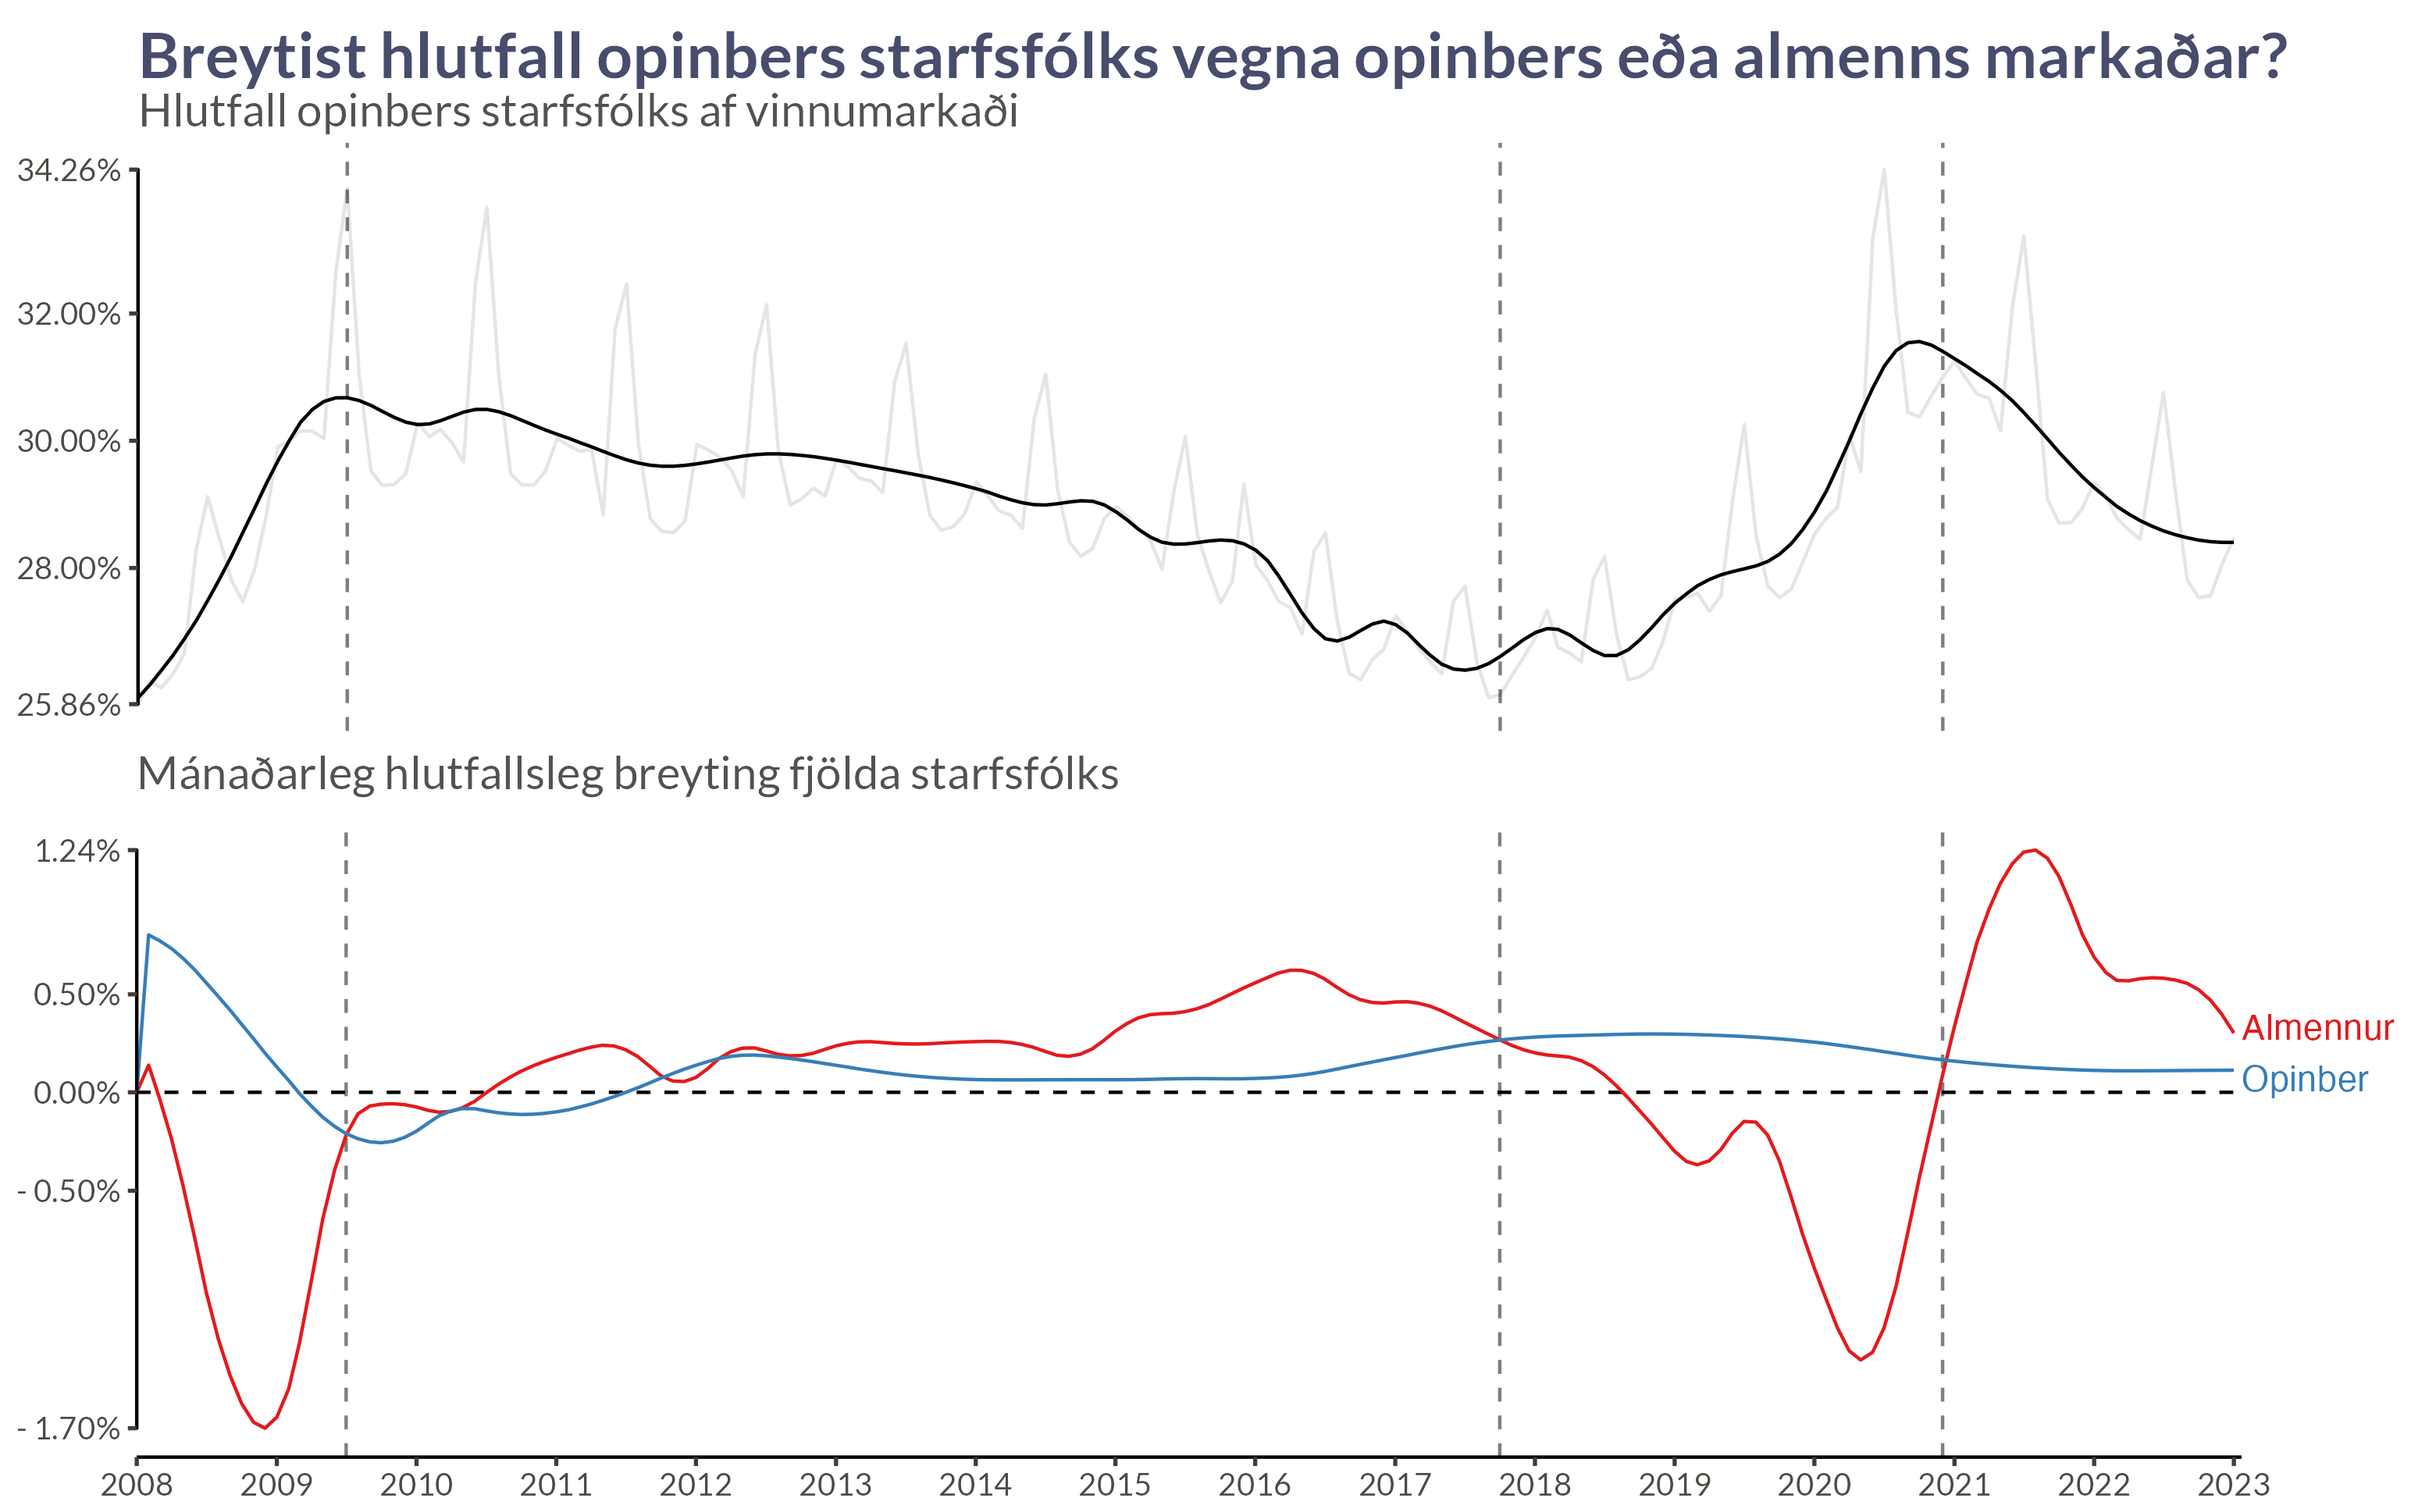 Breytist hlutfall opinbers starfsfólks vegna opinbers eða almenns markaðar?
Hlutfall opinbers starfsfólks af vinnumarkaði
34.26%
32.00%
30.00%
28.00%
25.86%
Mánaðarleg hlutfallsleg breyting fjölda starfsfólks
1.24%
0.50%
0.00%
- 0.50%
- 1.70%
Almennur
Opinber
2008 2009 2010 2011 2012 2013 2014 2015 2016 2017 2018 2019 2020 2021 2022 2023